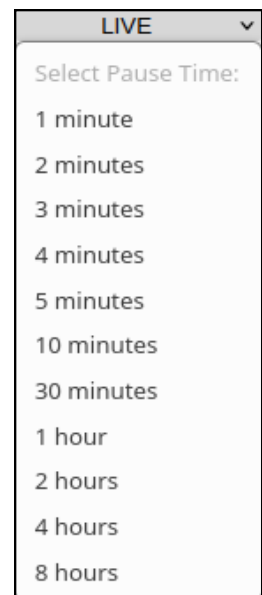 LIVE
Select Pause Time:
1 minute
2 minutes
3 minutes
4 minutes
5 minutes
10 minutes
30 minutes
1 hour
2 hours
4 hours
8 hours